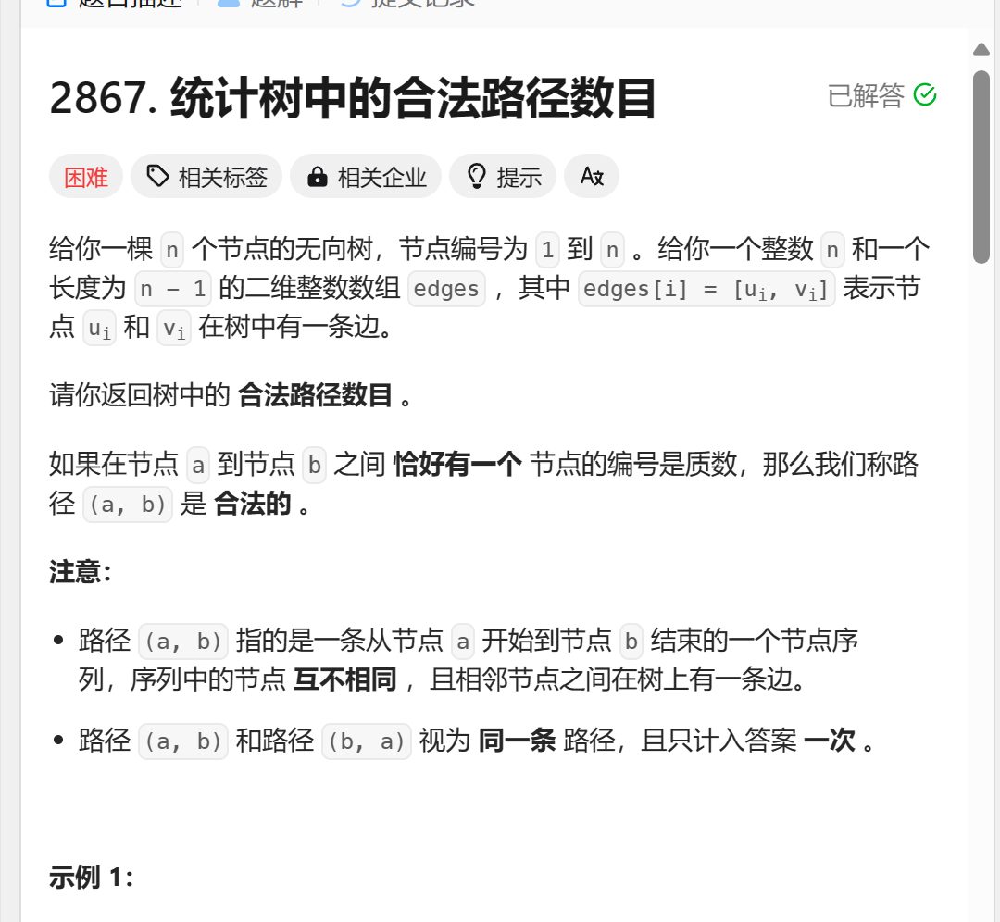 题目描述 题解 提交记录
2867. 统计树中的合法路径数目
已解答
困难 相关标签 相关企业 提示
给你一棵 n 个节点的无向树，节点编号为 1 到 n 。给你一个整数 n 和一个
长度为 n - 1 的二维整数数组 edges ，其中 edges[i] = [ui, vi] 表示节
点 ui 和 vi 在树中有一条边。
请你返回树中的 合法路径数目 。
如果在节点 a 到节点 b 之间 恰好有一个 节点的编号是质数，那么我们称路
径 (a, b) 是 合法的 。
注意：
• 路径 (a, b) 指的是一条从节点 a 开始到节点 b 结束的一个节点序
列，序列中的节点 互不相同 ，且相邻节点之间在树上有一条边。
• 路径 (a, b) 和路径 (b, a) 视为 同一条 路径，且只计入答案 一次 。
示例 1：